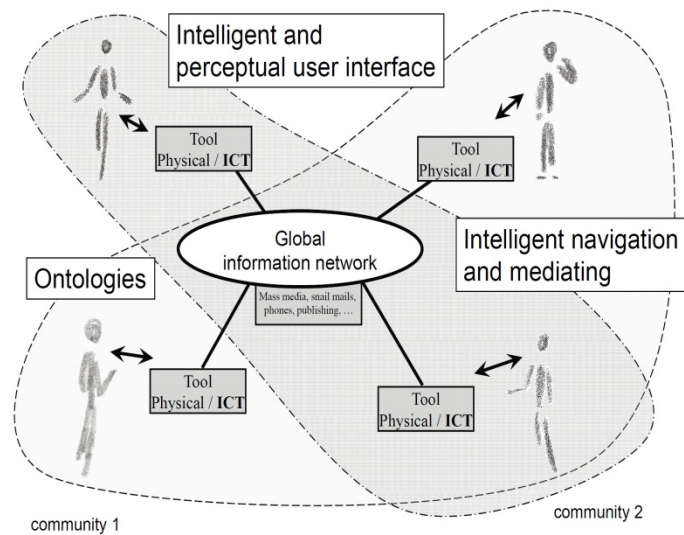 Intelligent and
perceptual user interface
Tool
Physical / ICT
Tool
Physical / ICT
Global
information network
Intelligent navigation
and mediating
Ontologies
Mass media, snail mails,
phones, publishing, …
Tool
Physical / ICT
Tool
Physical / ICT
community 1
community 2